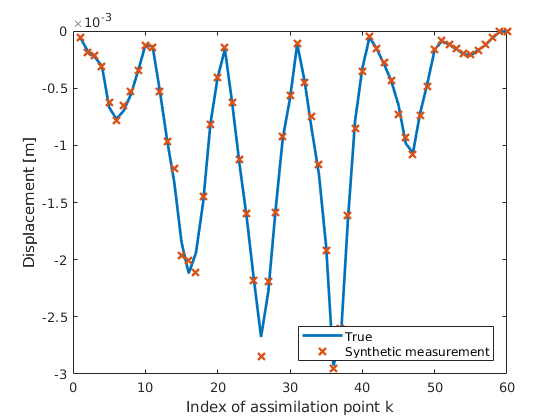 ×10⁻³
0
-0.5
-1
-1.5
-2
-2.5
-3
Displacement [m]
True
Synthetic measurement
0 10 20 30 40 50 60
Index of assimilation point k